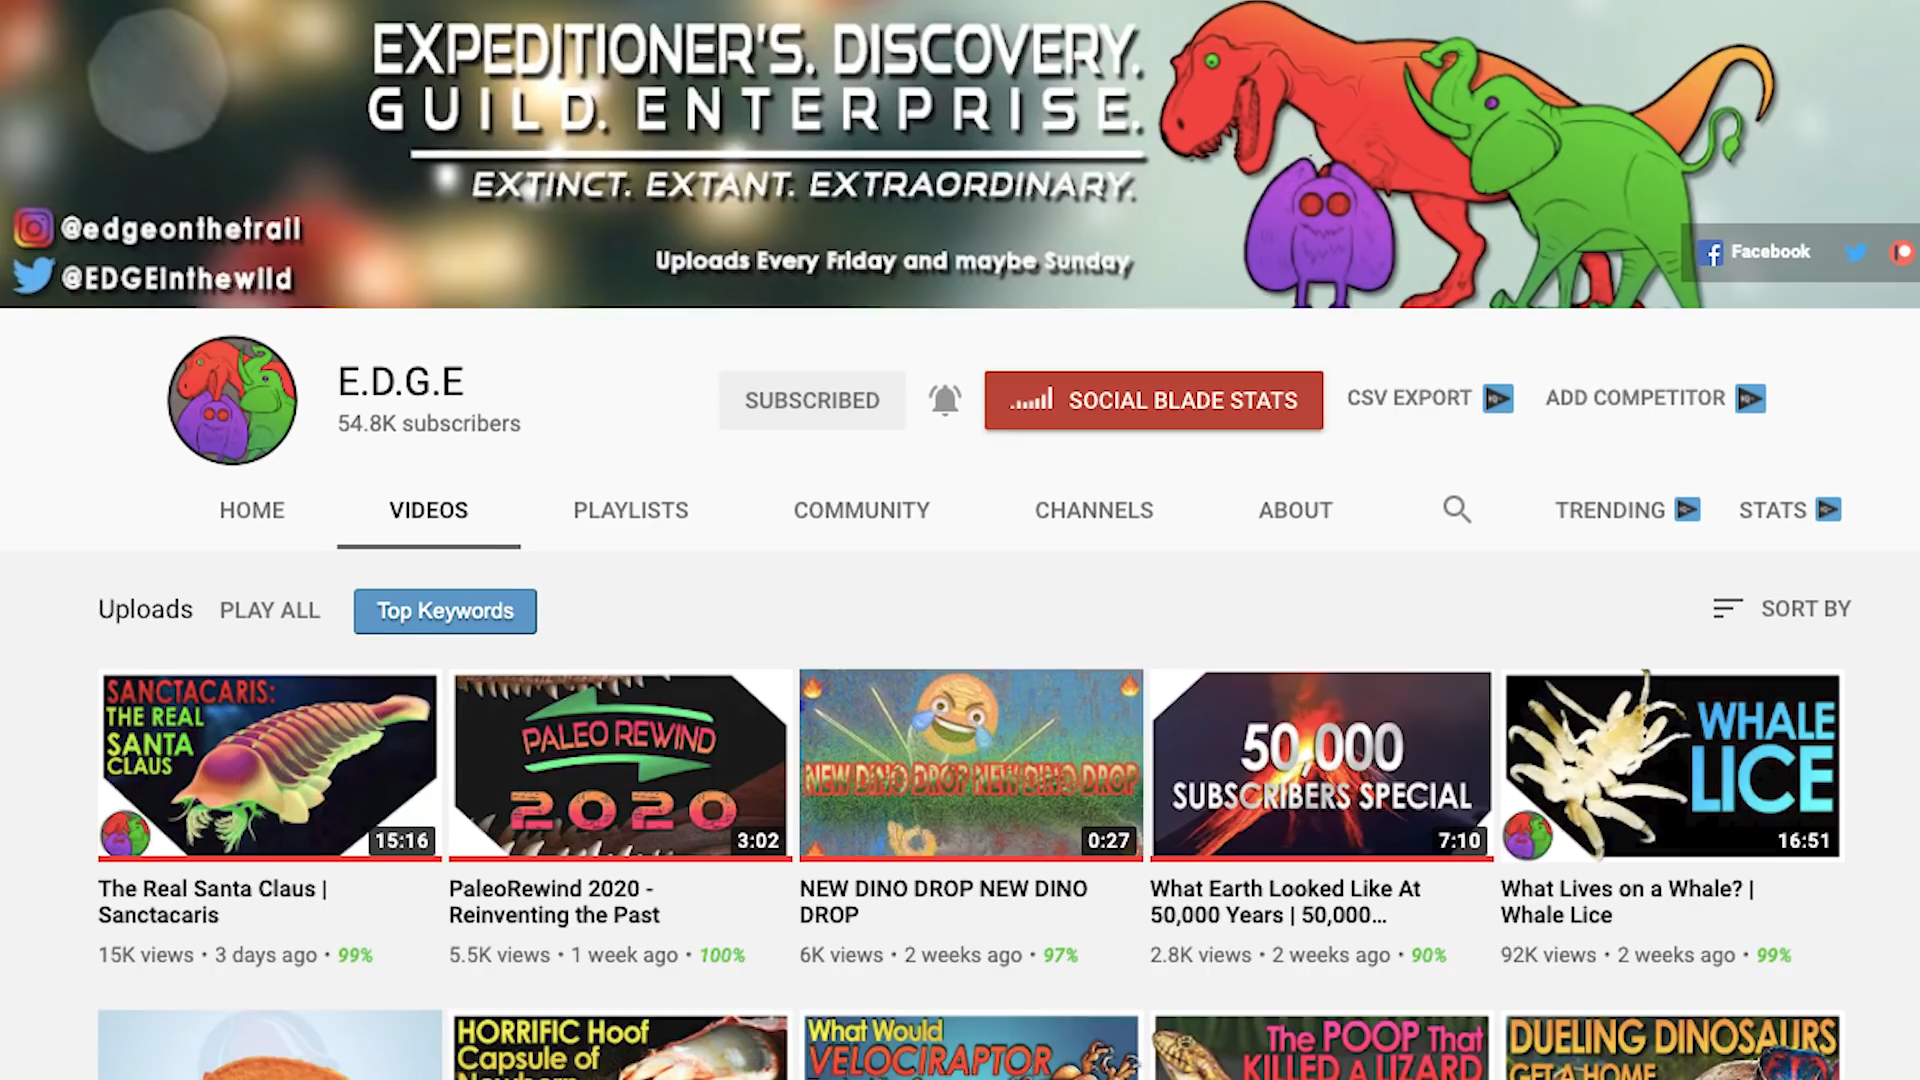 EXPEDITIONER'S. DISCOVERY.
GUILD. ENTERPRISE.
EXTINCT. EXTANT. EXTRAORDINARY.
@edgeonthetrail
@EDGEinthewild
Uploads Every Friday and maybe Sunday
Facebook
E.D.G.E
54.8K subscribers
SUBSCRIBED
SOCIAL BLADE STATS
CSV EXPORT
ADD COMPETITOR
HOME
VIDEOS
PLAYLISTS
COMMUNITY
CHANNELS
ABOUT
TRENDING
STATS
Uploads
PLAY ALL
Top Keywords
SORT BY
SANCTACARIS:
THE REAL
SANTA
CLAUS
15:16
PALEO REWIND
2020
3:02
NEW DINO DROP NEW DINO DROP
0:27
50,000
SUBSCRIBERS SPECIAL
7:10
WHALE
LICE
16:51
The Real Santa Claus |
Sanctacaris
15K views • 3 days ago • 99%
PaleoRewind 2020 -
Reinventing the Past
5.5K views • 1 week ago • 100%
NEW DINO DROP NEW DINO
DROP
6K views • 2 weeks ago • 97%
What Earth Looked Like At
50,000 Years | 50,000...
2.8K views • 2 weeks ago • 90%
What Lives on a Whale? |
Whale Lice
92K views • 2 weeks ago • 99%
HORRIFIC Hoof
Capsule of
What Would
VELOCIRAPTOR
The POOP That
KILLED A LIZARD
DUELING DINOSAURS
GET A HOME